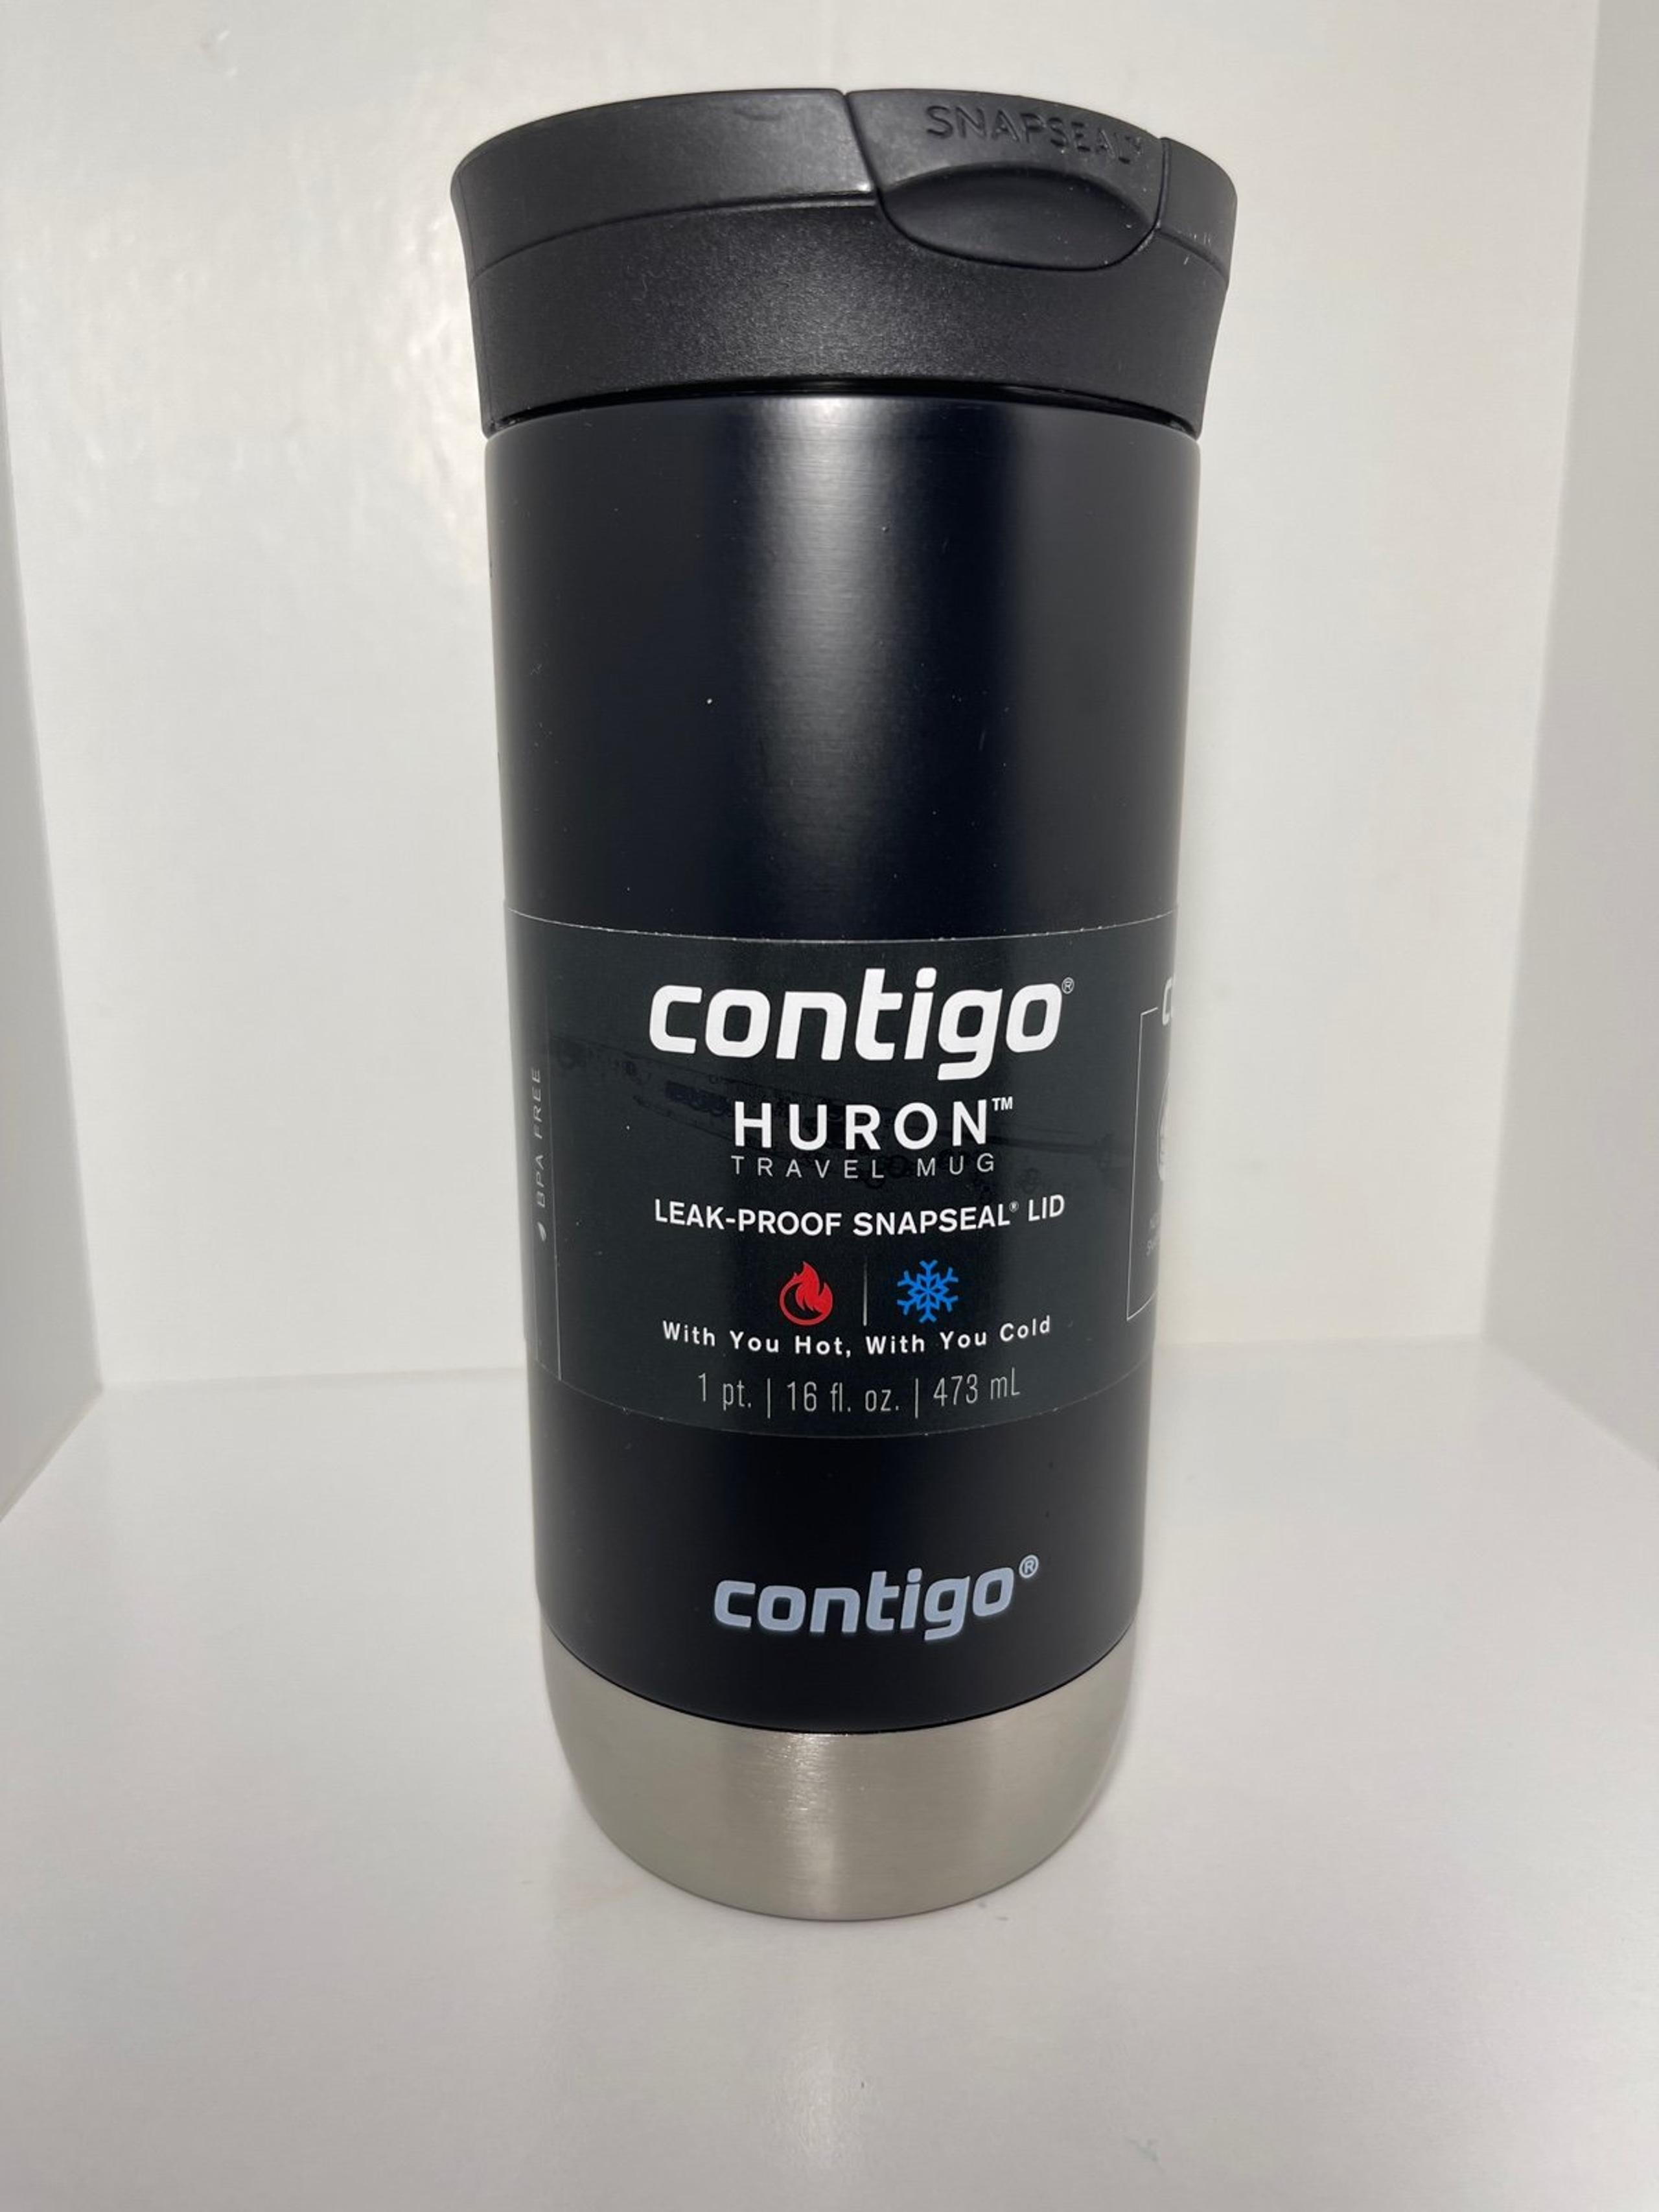 SNAPSEAL™
contigo®
HURON™
TRAVEL MUG
LEAK-PROOF SNAPSEAL® LID
With You Hot, With You Cold
1 pt. | 16 fl. oz. | 473 mL
BPA FREE
contigo®